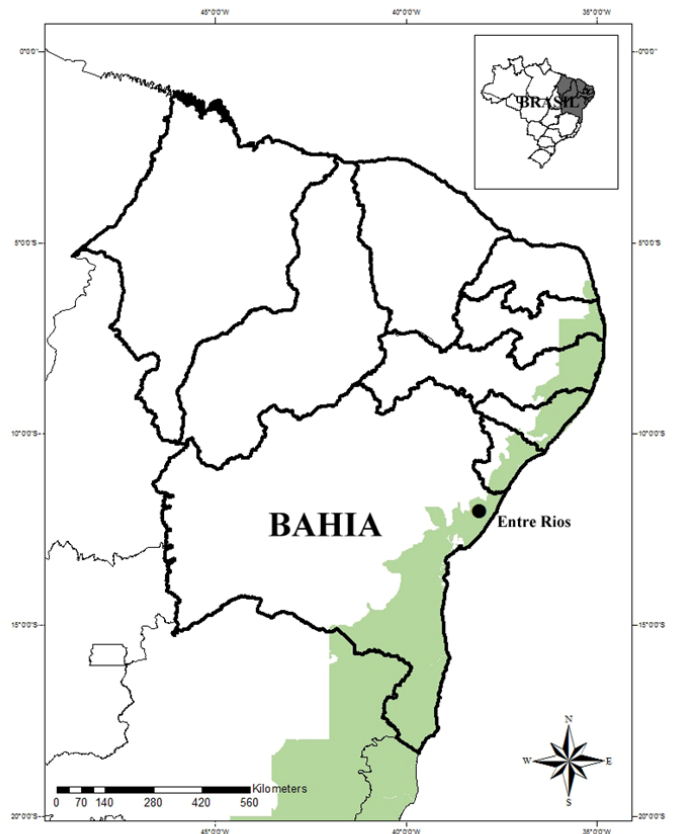 45°0'0"W 40°0'0"W 35°0'0"W
0°0'0" 0°0'0"
BRASIL
5°0'0"S 5°0'0"S
10°0'0"S 10°0'0"S
BAHIA
Entre Rios
15°0'0"S 15°0'0"S
N
W E
S
Kilometers
0 70 140 280 420 560
20°0'0"S 20°0'0"S
45°0'0"W 40°0'0"W 35°0'0"W